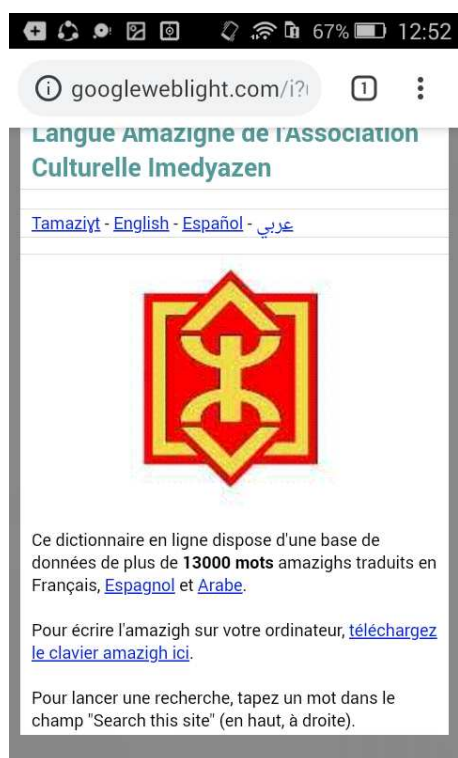 67% 12:52
googleweblight.com/i?
1
Langue Amazighe de l'Association
Culturelle Imedyazen
Tamaziɣt - English - Español - عربي
Ce dictionnaire en ligne dispose d'une base de
données de plus de 13000 mots amazighs traduits en
Français, Espagnol et Arabe.
Pour écrire l'amazigh sur votre ordinateur, téléchargez
le clavier amazigh ici.
Pour lancer une recherche, tapez un mot dans le
champ "Search this site" (en haut, à droite).